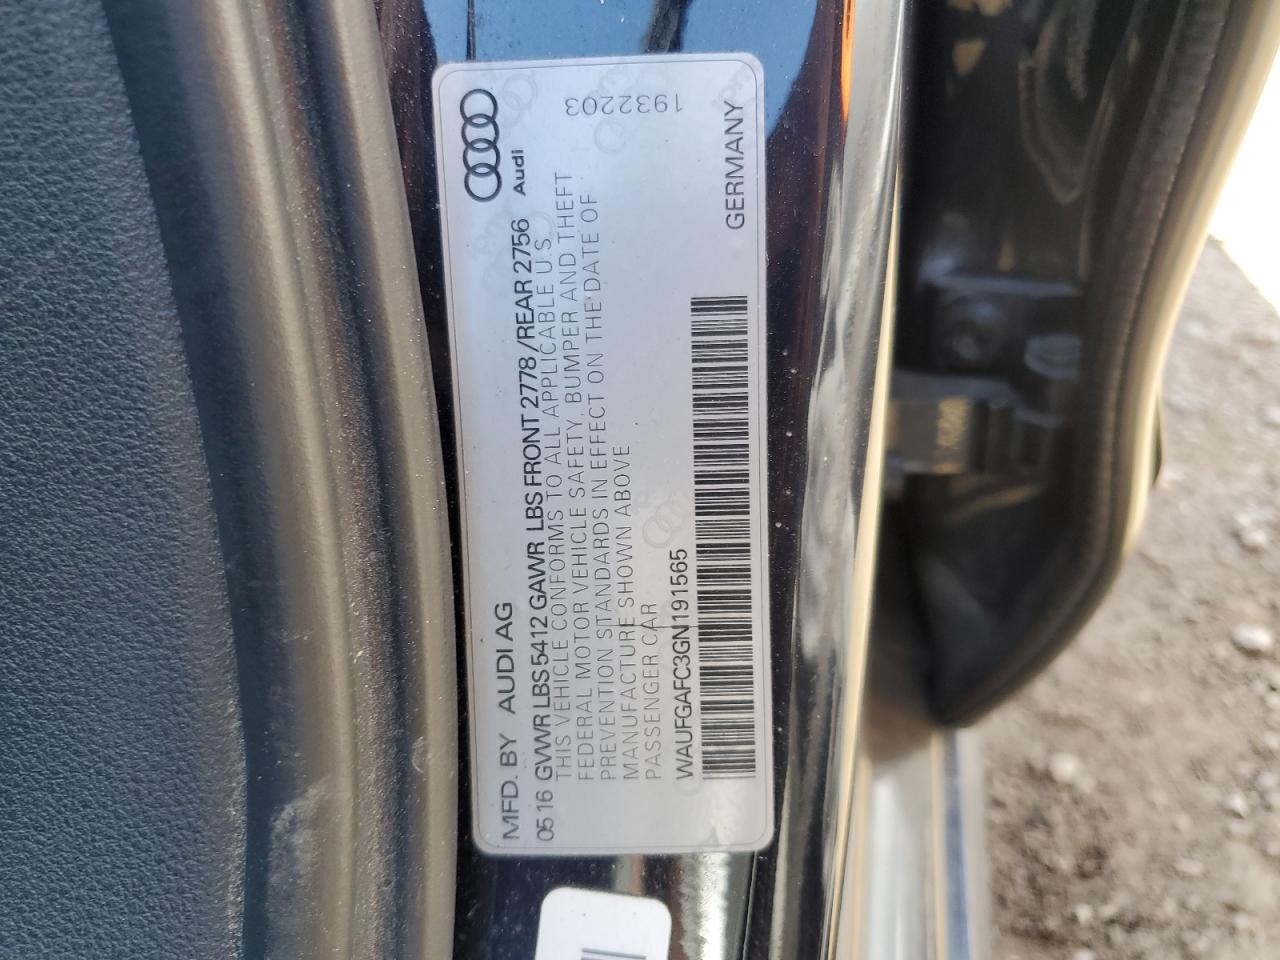 MFD. BY AUDI AG
Audi
0516 GVWR LBS 5412 GAWR LBS FRONT 2778 /REAR 2756
THIS VEHICLE CONFORMS TO ALL APPLICABLE U.S.
FEDERAL MOTOR VEHICLE SAFETY, BUMPER AND THEFT
PREVENTION STANDARDS IN EFFECT ON THE DATE OF
MANUFACTURE SHOWN ABOVE
PASSENGER CAR
WAUFGAFC3GN191565
GERMANY
1932203